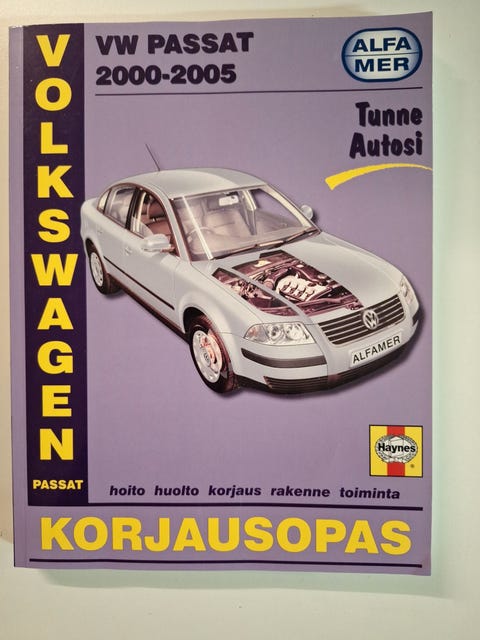 VOLKSWAGEN
PASSAT
VW PASSAT
2000-2005
ALFA
MER
Tunne
Autosi
ALFAMER
Haynes
®
hoito huolto korjaus rakenne toiminta
KORJAUSOPAS